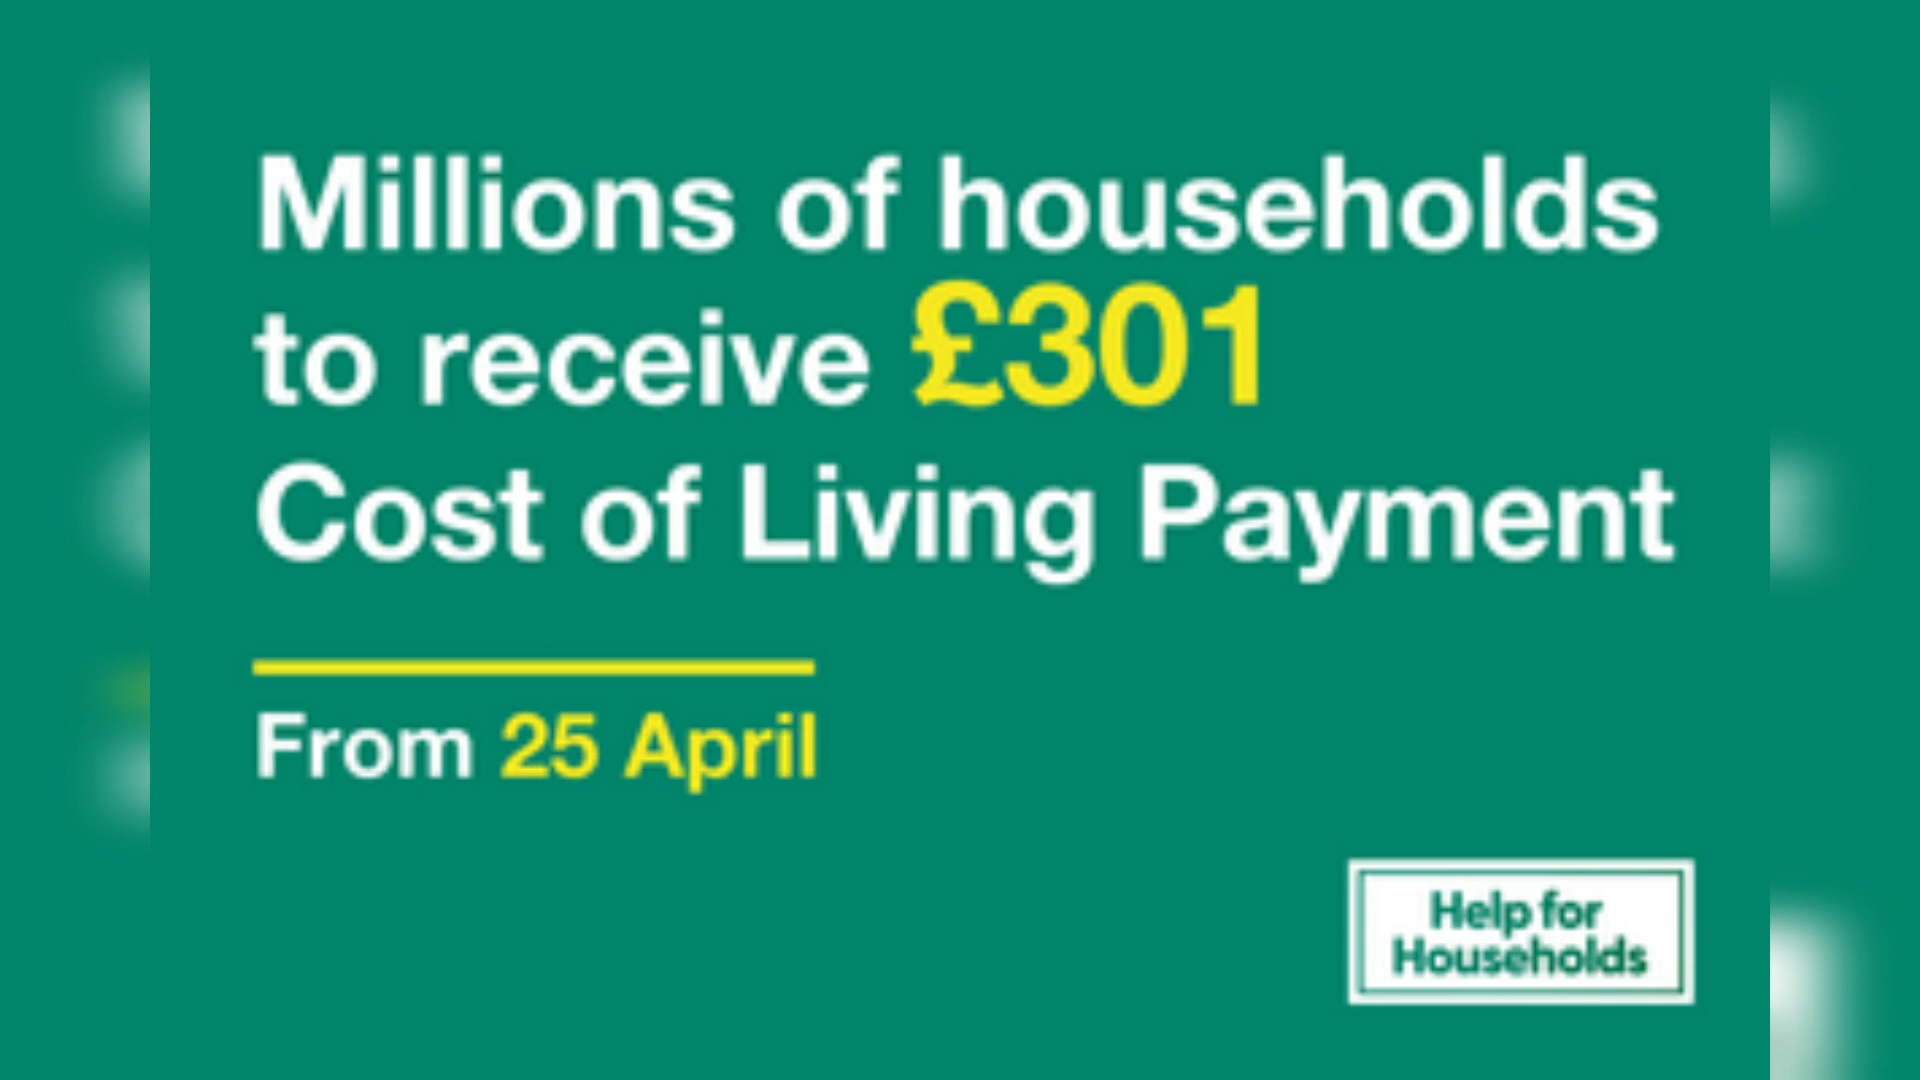 Millions of households
to receive £301
Cost of Living Payment
From 25 April
Help for
Households